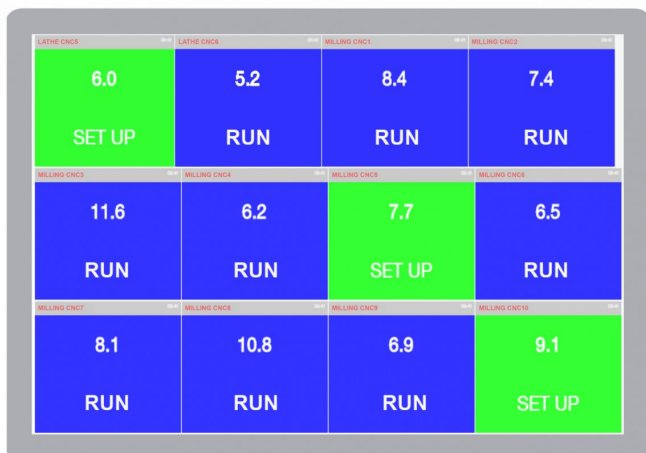 LATHE CNC5
LATHE CNC6
MILLING CNC1
MILLING CNC2
6.0
5.2
8.4
7.4
SET UP
RUN
RUN
RUN
MILLING CNC3
MILLING CNC4
MILLING CNC5
MILLING CNC6
11.6
6.2
7.7
6.5
RUN
RUN
SET UP
RUN
MILLING CNC7
MILLING CNC8
MILLING CNC9
MILLING CNC10
8.1
10.8
6.9
9.1
RUN
RUN
RUN
SET UP